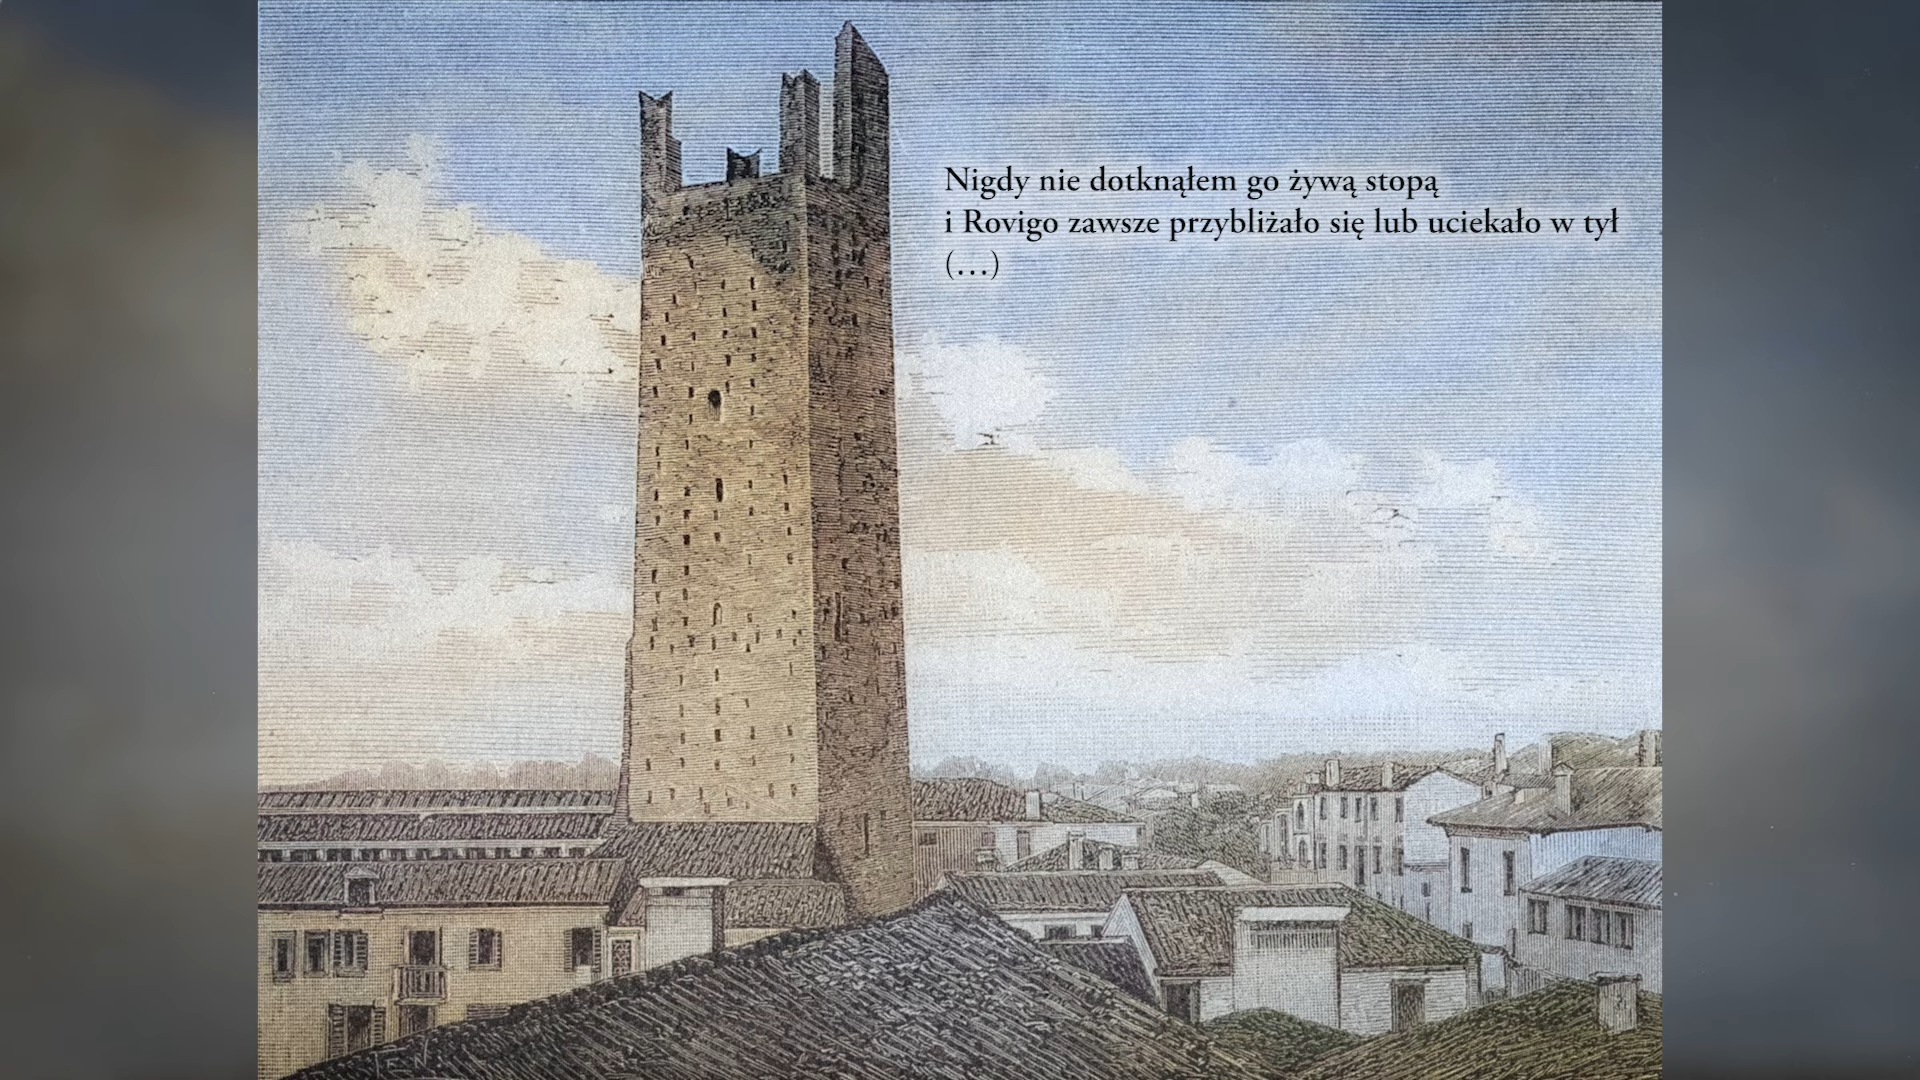 Nigdy nie dotknąłem go żywą stopą
i Rovigo zawsze przybliżało się lub uciekało w tył
(…)